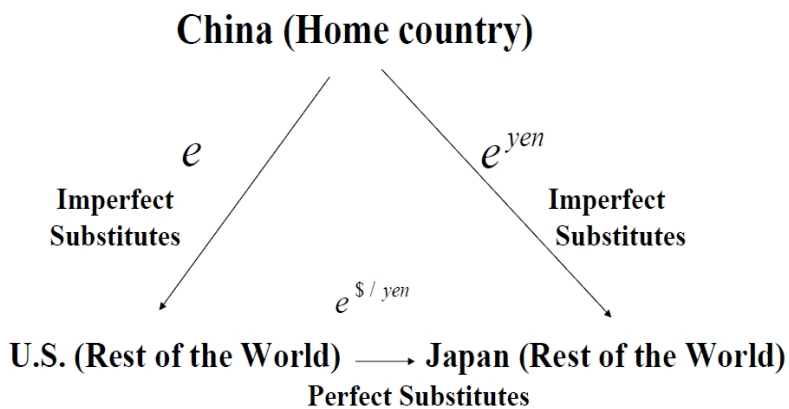 China (Home country)
e
e^yen
Imperfect
Substitutes
Imperfect
Substitutes
e^$ / yen
U.S. (Rest of the World)
Japan (Rest of the World)
Perfect Substitutes